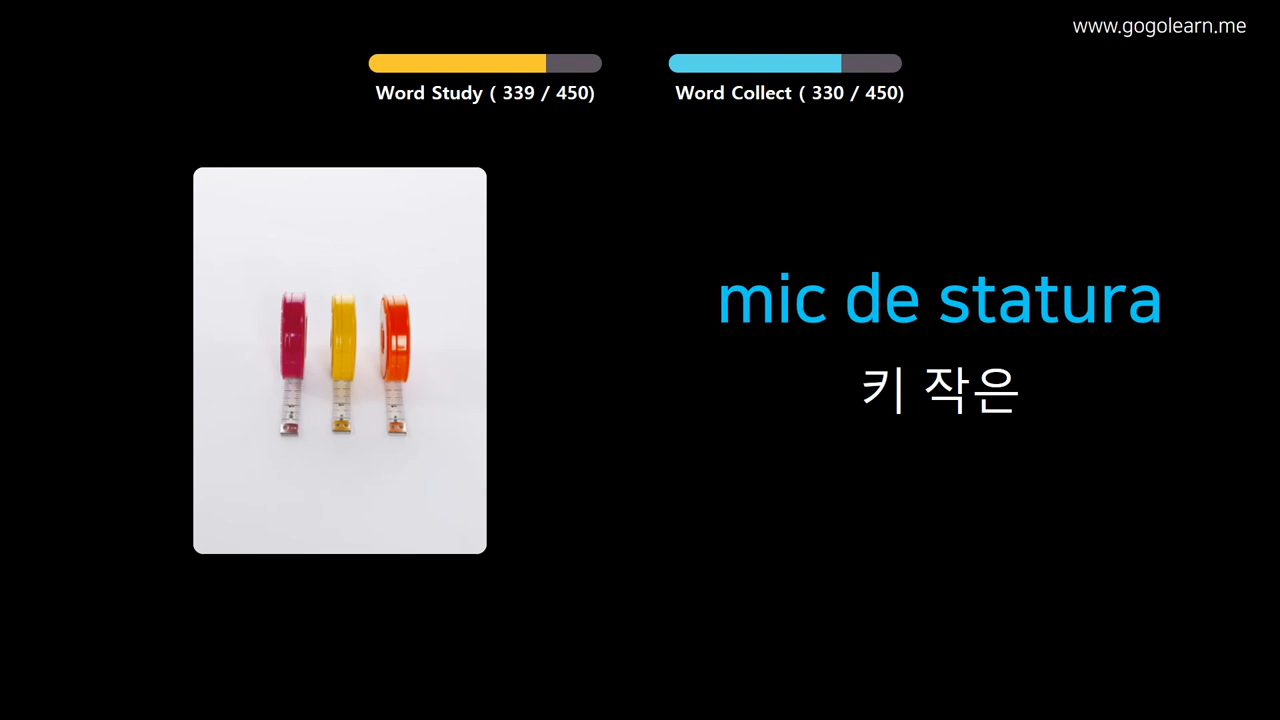 www.gogolearn.me
Word Study ( 339 / 450)
Word Collect ( 330 / 450)
mic de statura
키 작은